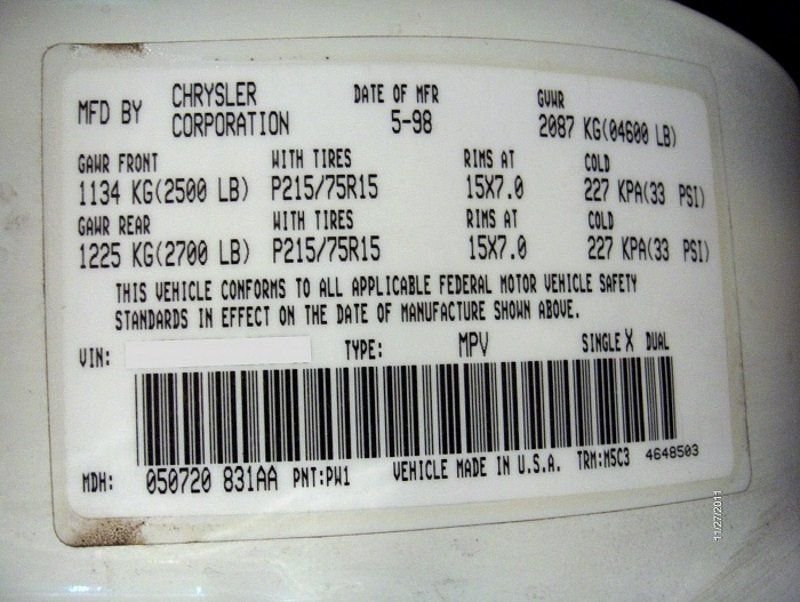 MFD BY CHRYSLER CORPORATION DATE OF MFR 5-98 GVWR 2087 KG(04600 LB)
GAWR FRONT WITH TIRES RIMS AT COLD
1134 KG(2500 LB) P215/75R15 15X7.0 227 KPA(33 PSI)
GAWR REAR WITH TIRES RIMS AT COLD
1225 KG(2700 LB) P215/75R15 15X7.0 227 KPA(33 PSI)
THIS VEHICLE CONFORMS TO ALL APPLICABLE FEDERAL MOTOR VEHICLE SAFETY
STANDARDS IN EFFECT ON THE DATE OF MANUFACTURE SHOWN ABOVE.
VIN: TYPE: MPV SINGLE X DUAL
MDH: 050720 831AA PNT:PW1 VEHICLE MADE IN U.S.A. TRM:M5C3 4648503
11/27/2011